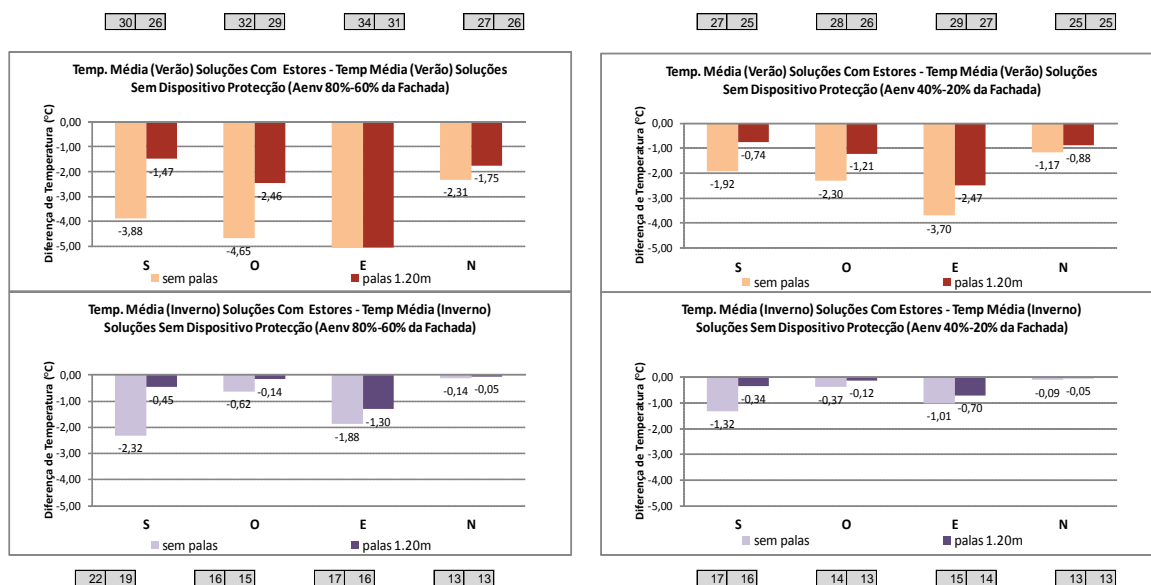 30 26 32 29 34 31 27 26
Temp. Média (Verão) Soluções Com Estores - Temp Média (Verão) Soluções
Sem Dispositivo Protecção (Aenv 80%-60% da Fachada)
Diferença de Temperatura (°C)
0,00
-1,00
-2,00
-3,00
-4,00
-5,00
-3,88
-1,47
-4,65
-2,46
-2,31
-1,75
S O E N
sem palas palas 1.20m
27 25 28 26 29 27 25 25
Temp. Média (Verão) Soluções Com Estores - Temp Média (Verão) Soluções
Sem Dispositivo Protecção (Aenv 40%-20% da Fachada)
Diferença de Temperatura (°C)
0,00
-1,00
-2,00
-3,00
-4,00
-5,00
-1,92
-0,74
-2,30
-1,21
-3,70
-2,47
-1,17
-0,88
S O E N
sem palas palas 1.20m
Temp. Média (Inverno) Soluções Com Estores - Temp Média (Inverno)
Soluções Sem Dispositivo Protecção (Aenv 80%-60% da Fachada)
Diferença de Temperatura (°C)
0,00
-1,00
-2,00
-3,00
-4,00
-5,00
-2,32
-0,45
-0,62
-0,14
-1,88
-1,30
-0,14
-0,05
S O E N
sem palas palas 1.20m
22 19 16 15 17 16 13 13
Temp. Média (Inverno) Soluções Com Estores - Temp Média (Inverno)
Soluções Sem Dispositivo Protecção (Aenv 40%-20% da Fachada)
Diferença de Temperatura (°C)
0,00
-1,00
-2,00
-3,00
-4,00
-5,00
-1,32
-0,34
-0,37
-0,12
-1,01
-0,70
-0,09
-0,05
S O E N
sem palas palas 1.20m
17 16 14 13 15 14 13 13